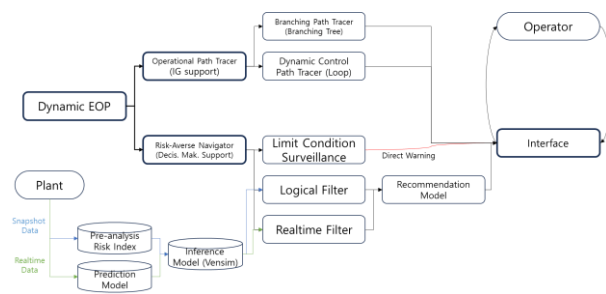 Branching Path Tracer
(Branching Tree)
Operator
Operational Path Tracer
(IG support)
Dynamic Control
Path Tracer (Loop)
Dynamic EOP
Risk-Averse Navigator
(Decis. Mak. Support)
Limit Condition
Surveillance
Direct Warning
Interface
Plant
Logical Filter
Recommendation
Model
Snapshot
Data
Pre-analysis
Risk Index
Realtime Filter
Inference
Model (Vensim)
Realtime
Data
Prediction
Model